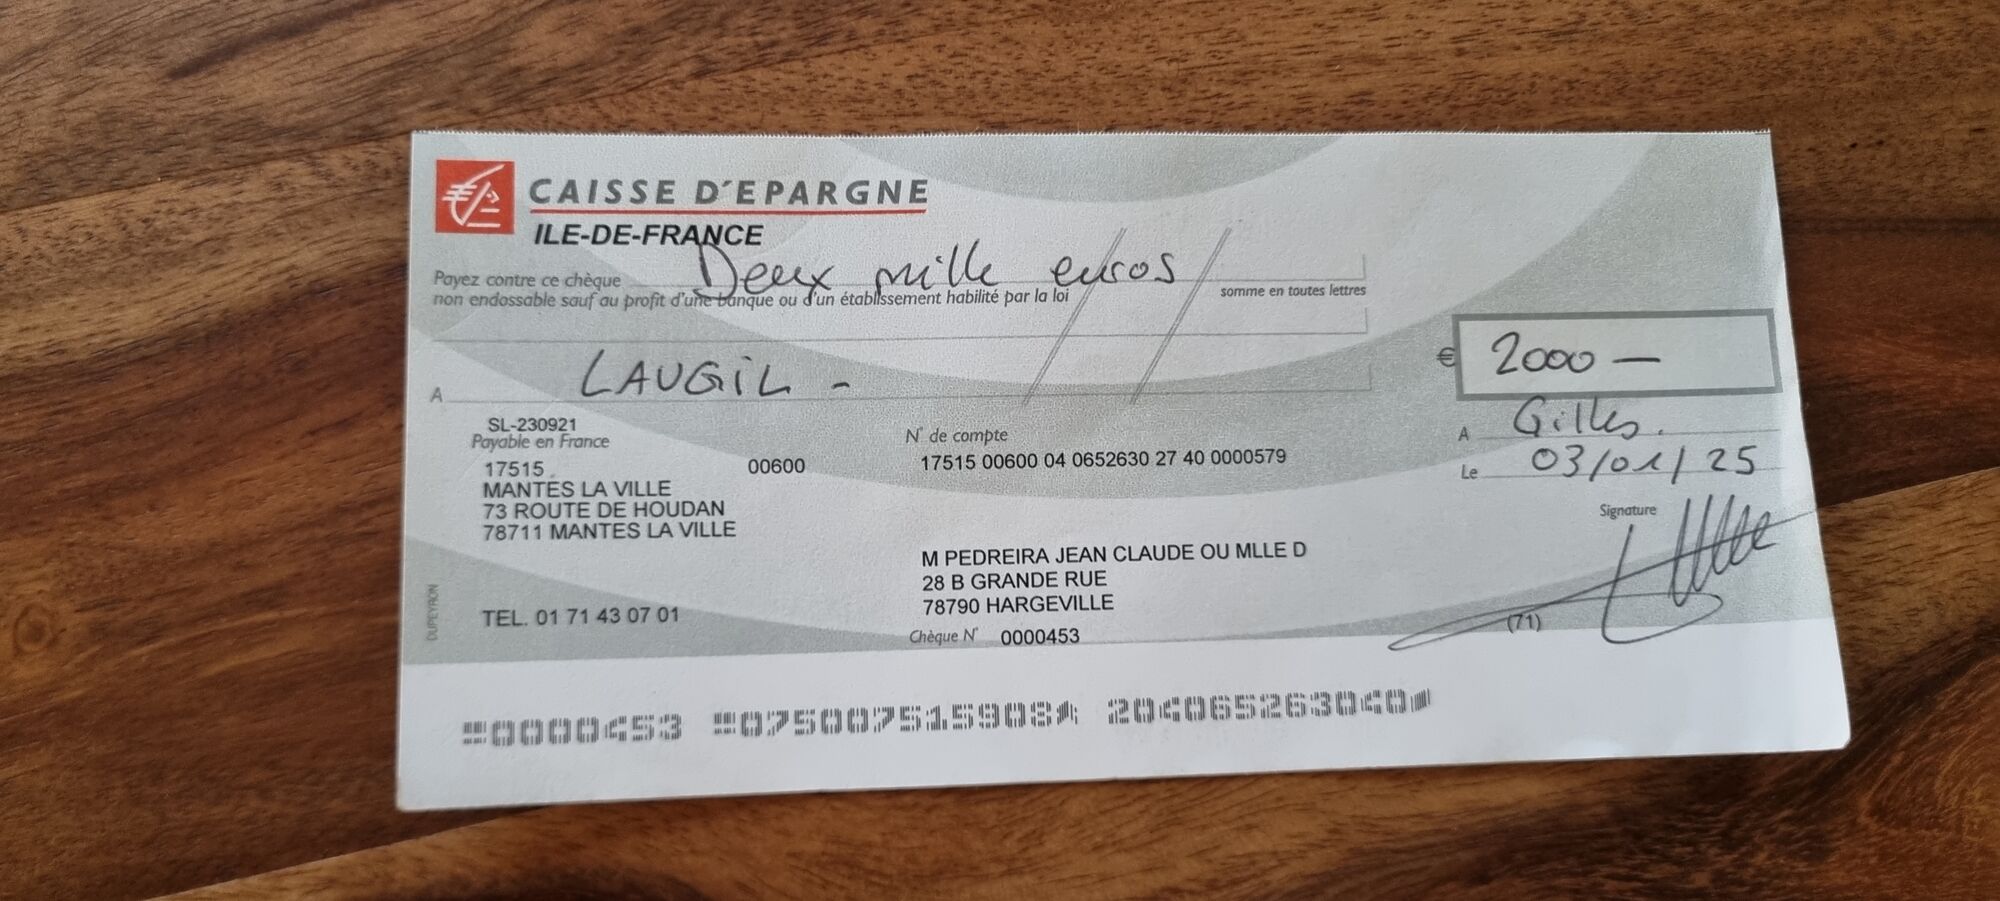 CAISSE D'EPARGNE
ILE-DE-FRANCE
Payez contre ce chèque Deux mille euros
non endossable sauf au profit d'une banque ou d'un établissement habilité par la loi
somme en toutes lettres
€ 2000 —
A LAUGIL -
A Gilles.
Le 03/01/25
SL-230921
Payable en France
17515 00600
MANTES LA VILLE
73 ROUTE DE HOUDAN
78711 MANTES LA VILLE
TEL. 01 71 43 07 01
N° de compte
17515 00600 04 0652630 27 40 0000579
Signature
M PEDREIRA JEAN CLAUDE OU MLLE D
28 B GRANDE RUE
78790 HARGEVILLE
Chèque N° 0000453
(71)
DUPEYRON
0000453 075007515908 204065263040